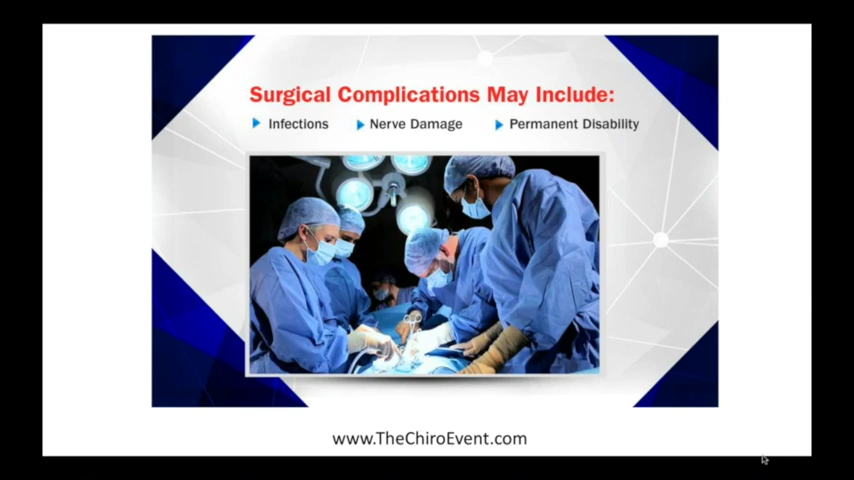 Surgical Complications May Include:
Infections Nerve Damage Permanent Disability
www.TheChiroEvent.com